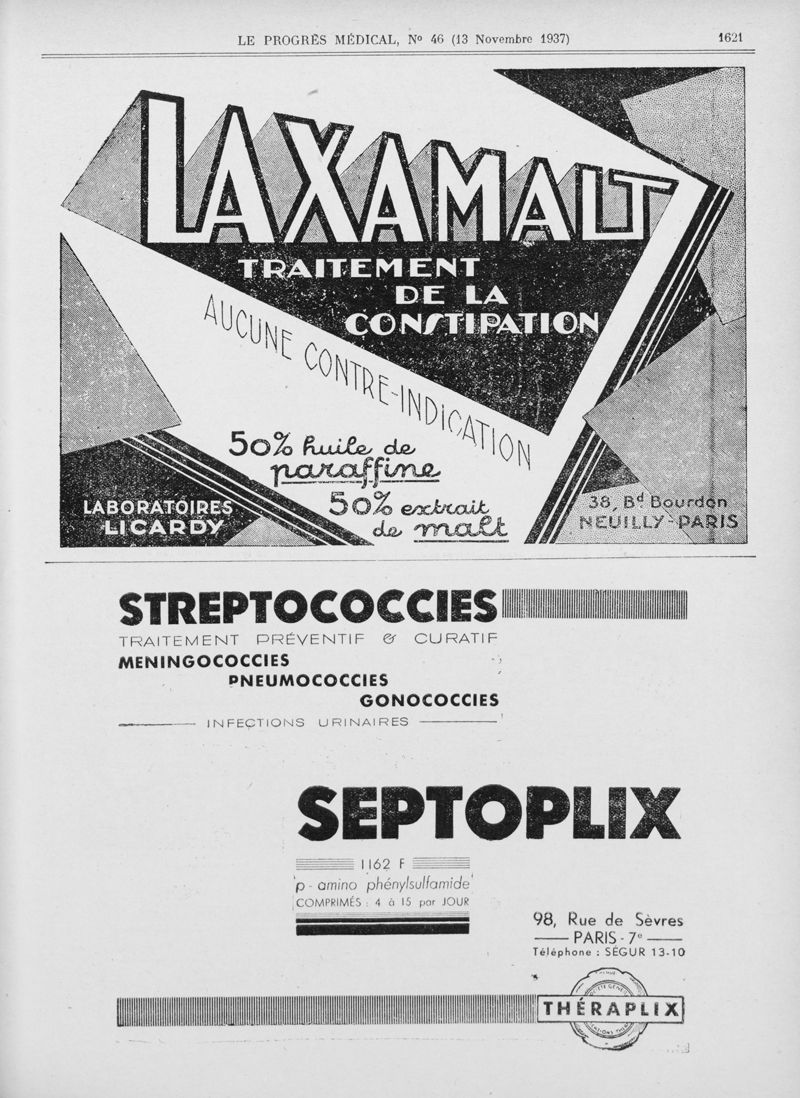 LE PROGRÈS MÉDICAL, Nº 46 (13 Novembre 1937)
1621
LAXAMALT
TRAITEMENT
DE LA
CONSTIPATION
AUCUNE CONTRE-INDICATION
50% huile de
paraffine
50% extrait
de malt
LABORATOIRES
LICARDY
38, Bd Bourdon
NEUILLY-PARIS
STREPTOCOCCIES
TRAITEMENT PRÉVENTIF & CURATIF
MENINGOCOCCIES
PNEUMOCOCCIES
GONOCOCCIES
INFECTIONS URINAIRES
SEPTOPLIX
1162 F
p-amino phénylsulfamide
COMPRIMÉS : 4 à 15 par JOUR
98, Rue de Sèvres
PARIS-7e
Téléphone : SÉGUR 13-10
THÉRAPLIX